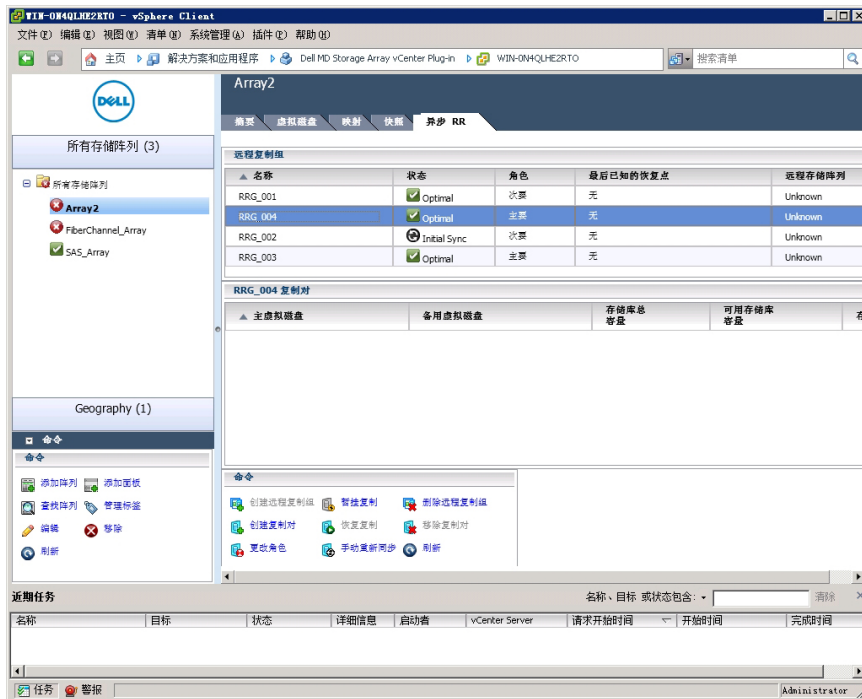 WIN-0N4QLHE2RTO - vSphere Client
文件(F) 编辑(E) 视图(V) 清单(N) 系统管理(A) 插件(P) 帮助(H)
主页 解决方案和应用程序 Dell MD Storage Array vCenter Plug-in WIN-0N4QLHE2RTO 搜索清单
DELL
所有存储阵列 (3)
所有存储阵列
Array2
FiberChannel_Array
SAS_Array
Geography (1)
命令
命令
添加阵列 添加面板
查找阵列 管理标签
编辑 移除
刷新
Array2
摘要 虚拟磁盘 映射 快照 异步 RR
远程复制组
名称 状态 角色 最后已知的恢复点 远程存储阵列
RRG_001 Optimal 次要 无 Unknown
RRG_004 Optimal 主要 无 Unknown
RRG_002 Initial Sync 次要 无 Unknown
RRG_003 Optimal 主要 无 Unknown
RRG_004 复制对
主虚拟磁盘 备用虚拟磁盘 存储库总容量 可用存储库容量 存
命令
创建远程复制组 暂挂复制 删除远程复制组
创建复制对 恢复复制 移除复制对
更改角色 手动重新同步 刷新
近期任务 名称、目标 或状态包含: 清除
名称 目标 状态 详细信息 启动者 vCenter Server 请求开始时间 开始时间 完成时间
任务 警报 Administrator